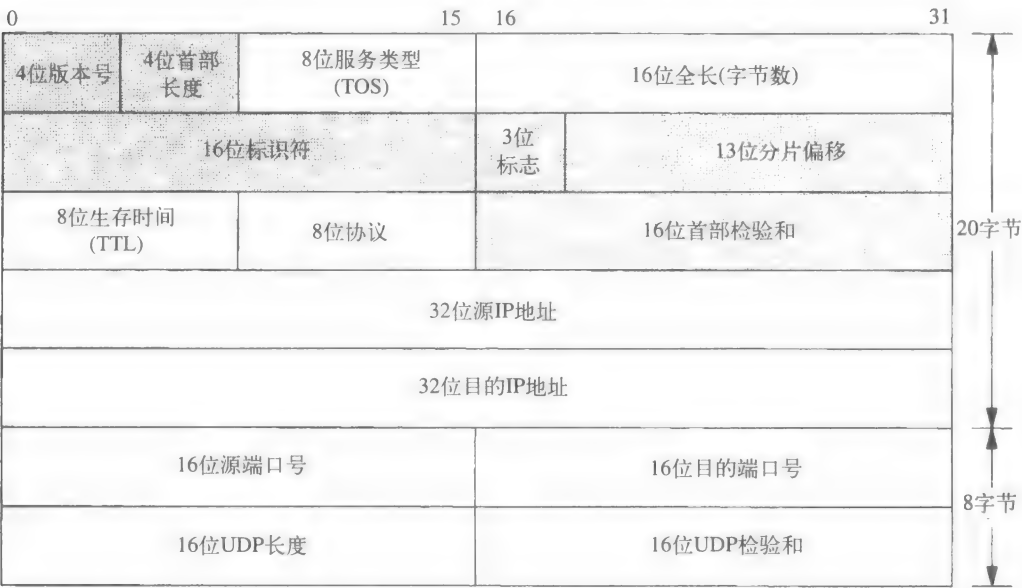 0 15 16 31
4位版本号
4位首部
长度
8位服务类型
(TOS)
16位全长(字节数)
16位标识符
3位
标志
13位分片偏移
8位生存时间
(TTL)
8位协议
16位首部检验和
20字节
32位源IP地址
32位目的IP地址
16位源端口号
16位目的端口号
8字节
16位UDP长度
16位UDP检验和